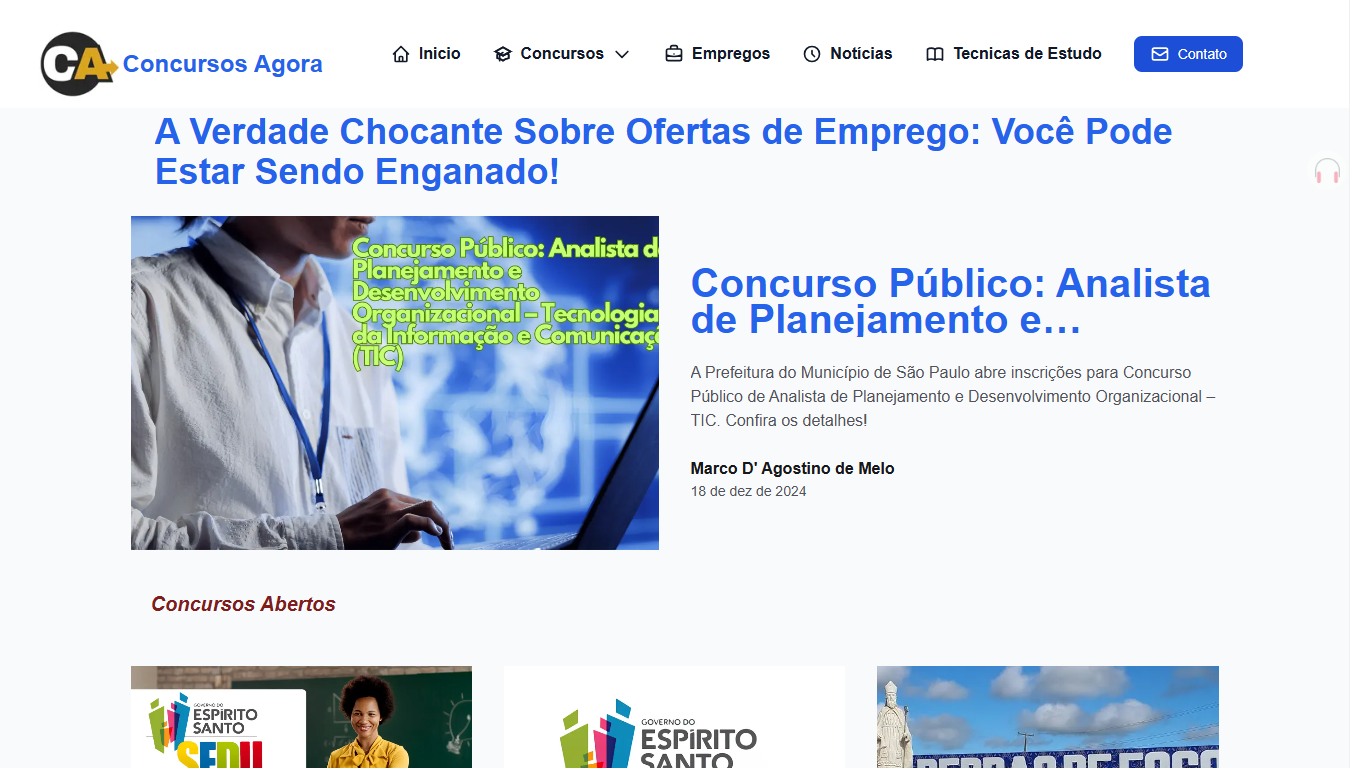 CA
Concursos Agora
Inicio
Concursos
Empregos
Notícias
Tecnicas de Estudo
Contato
A Verdade Chocante Sobre Ofertas de Emprego: Você Pode
Estar Sendo Enganado!
Concurso Público: Analista d
Planejamento e
Desenvolvimento
Organizacional – Tecnologia
da Informação e Comunicaç
(TIC)
Concurso Público: Analista
de Planejamento e…
A Prefeitura do Município de São Paulo abre inscrições para Concurso
Público de Analista de Planejamento e Desenvolvimento Organizacional –
TIC. Confira os detalhes!
Marco D' Agostino de Melo
18 de dez de 2024
Concursos Abertos
GOVERNO DO
ESPÍRITO
SANTO
SEDU
GOVERNO DO
ESPÍRITO
SANTO